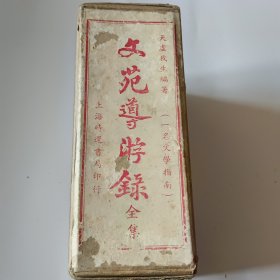 天虚我生編著
(一名文學指南)
文苑導游錄
全集
上海時還書局印行